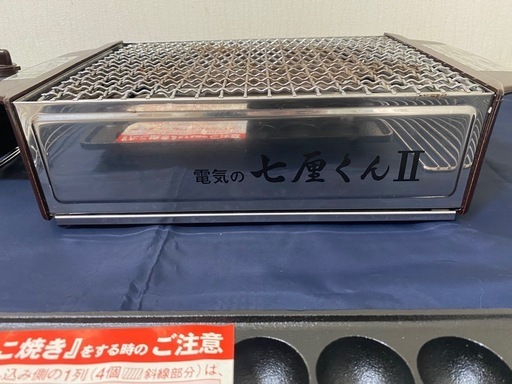 電気の七厘くんⅡ
こ焼き』をする時のご注意
込み側の1列(4個 斜線部分)は、